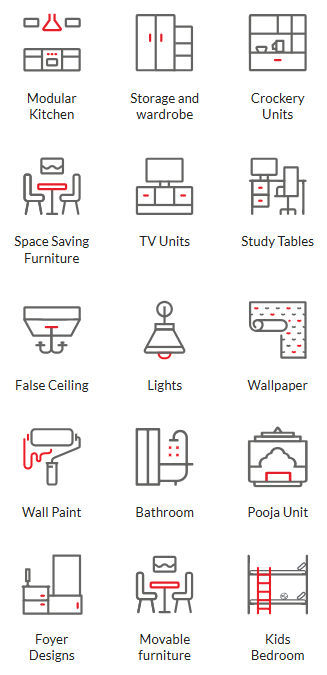 Modular
Kitchen
Storage and
wardrobe
Crockery
Units
Space Saving
Furniture
TV Units
Study Tables
False Ceiling
Lights
Wallpaper
Wall Paint
Bathroom
Pooja Unit
Foyer
Designs
Movable
furniture
Kids
Bedroom